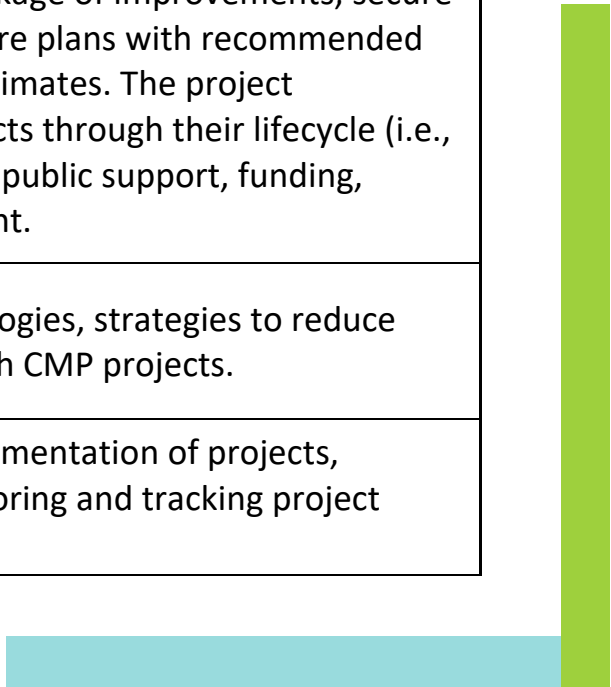 kage of improvements, secure
re plans with recommended
imates. The project
cts through their lifecycle (i.e.,
public support, funding,
nt.
ogies, strategies to reduce
h CMP projects.
mentation of projects,
oring and tracking project